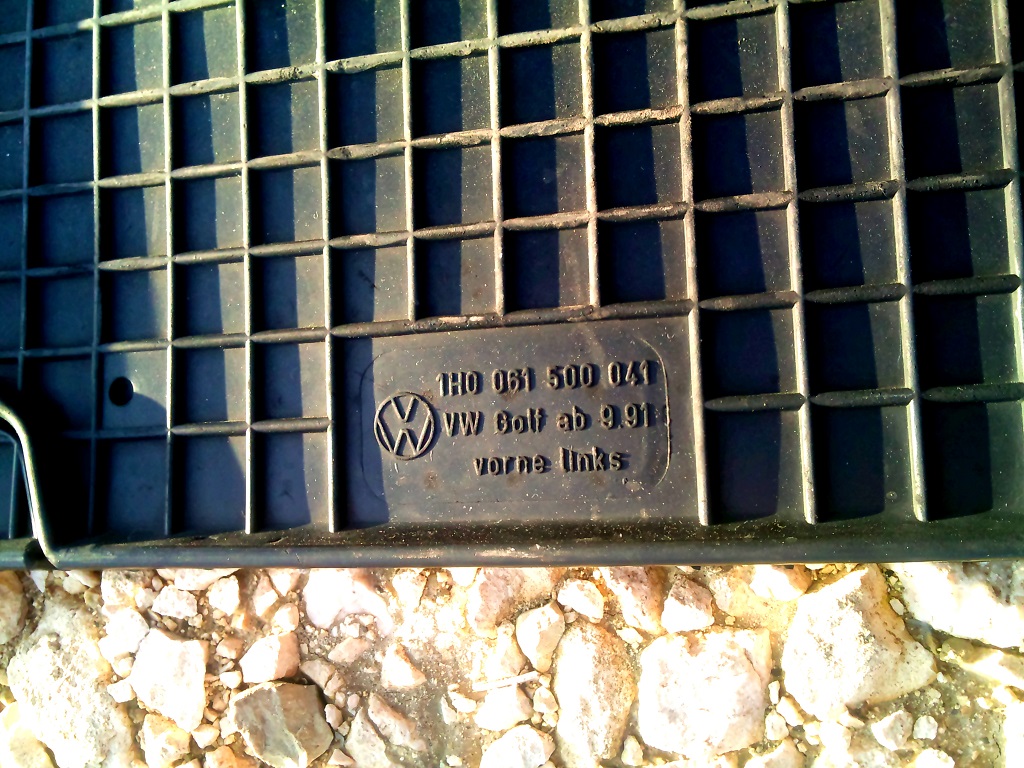 1H0 061 500 041
VW Golf ab 9.91
vorne links